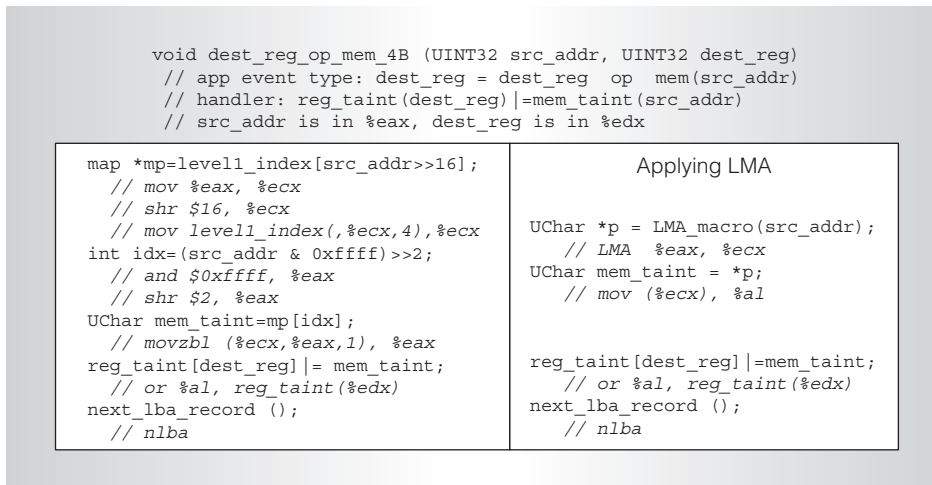 void dest_reg_op_mem_4B (UINT32 src_addr, UINT32 dest_reg)
// app event type: dest_reg = dest_reg op mem(src_addr)
// handler: reg_taint(dest_reg)|=mem_taint(src_addr)
// src_addr is in %eax, dest_reg is in %edx
map *mp=level1_index[src_addr>>16];
// mov %eax, %ecx
// shr $16, %ecx
// mov level1_index(,%ecx,4),%ecx
int idx=(src_addr & 0xffff)>>2;
// and $0xffff, %eax
// shr $2, %eax
UChar mem_taint=mp[idx];
// movzbl (%ecx,%eax,1), %eax
reg_taint[dest_reg]|= mem_taint;
// or %al, reg_taint(%edx)
next_lba_record ();
// nlba
Applying LMA
UChar *p = LMA_macro(src_addr);
// LMA %eax, %ecx
UChar mem_taint = *p;
// mov (%ecx), %al
reg_taint[dest_reg]|=mem_taint;
// or %al, reg_taint(%edx)
next_lba_record ();
// nlba